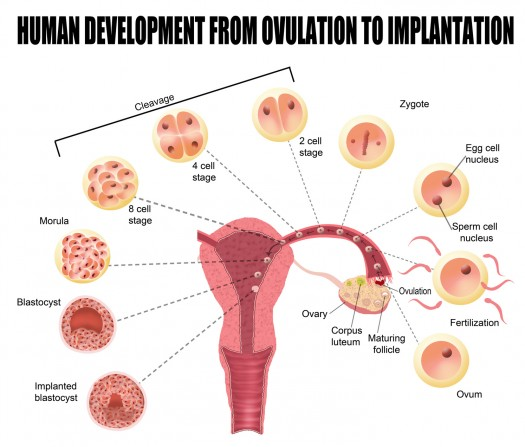 HUMAN DEVELOPMENT FROM OVULATION TO IMPLANTATION
Cleavage
Zygote
2 cell
stage
4 cell
stage
8 cell
stage
Egg cell
nucleus
Sperm cell
nucleus
Morula
Blastocyst
Implanted
blastocyst
Ovary
Corpus
luteum
Maturing
follicle
Ovulation
Fertilization
Ovum